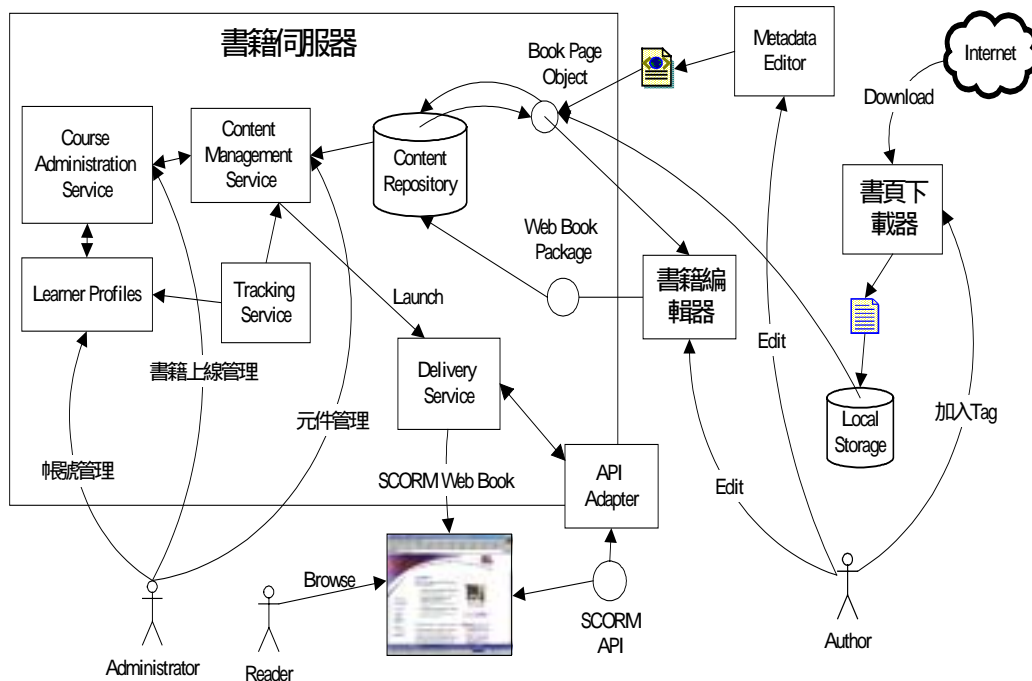 書籍伺服器
Book Page
Object
Metadata
Editor
Internet
Download
Course
Administration
Service
Content
Management
Service
Content
Repository
書頁下
載器
Web Book
Package
書籍編
輯器
Learner Profiles
Tracking
Service
Launch
Edit
書籍上線管理
Delivery
Service
元件管理
Local
Storage
加入Tag
帳號管理
SCORM Web Book
API
Adapter
Edit
Browse
SCORM
API
Administrator
Reader
Author